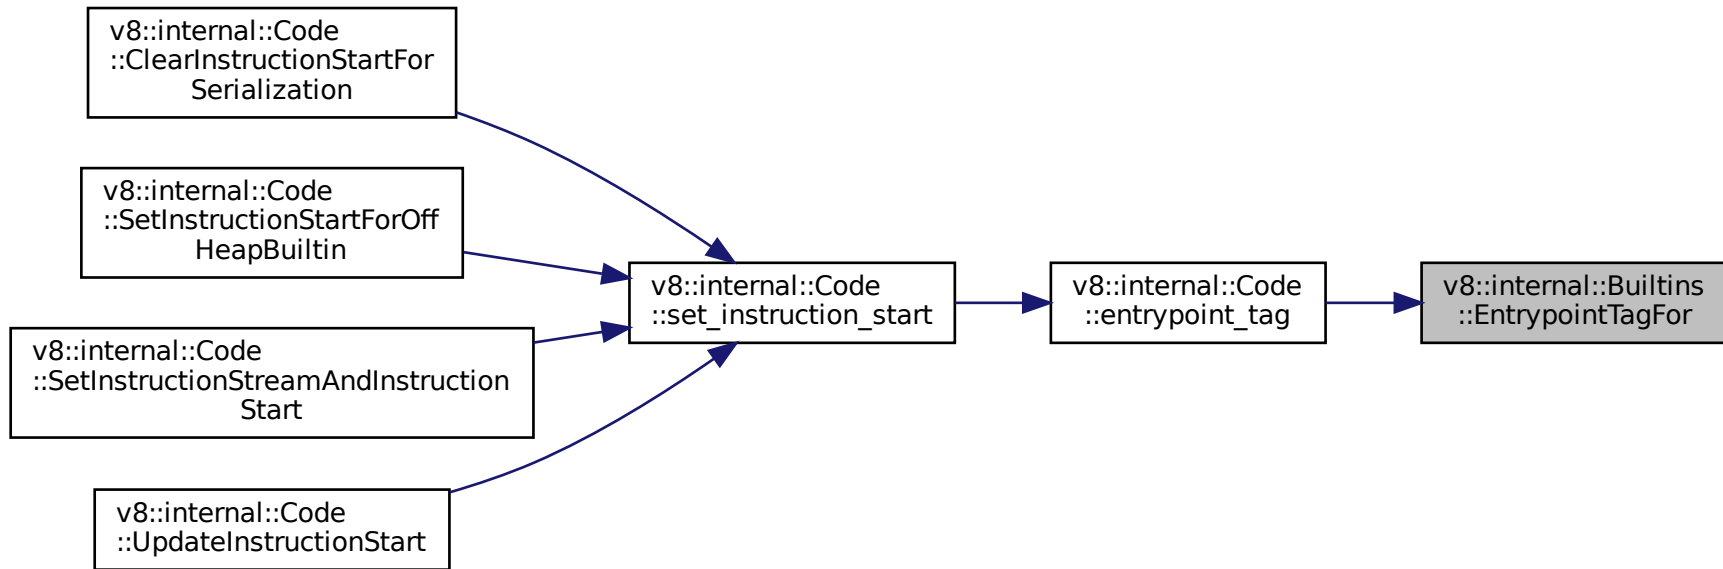 v8::internal::Code
::ClearInstructionStartFor
Serialization
v8::internal::Code
::SetInstructionStartForOff
HeapBuiltin
v8::internal::Code
::SetInstructionStreamAndInstruction
Start
v8::internal::Code
::UpdateInstructionStart
v8::internal::Code
::set_instruction_start
v8::internal::Code
::entrypoint_tag
v8::internal::Builtins
::EntrypointTagFor